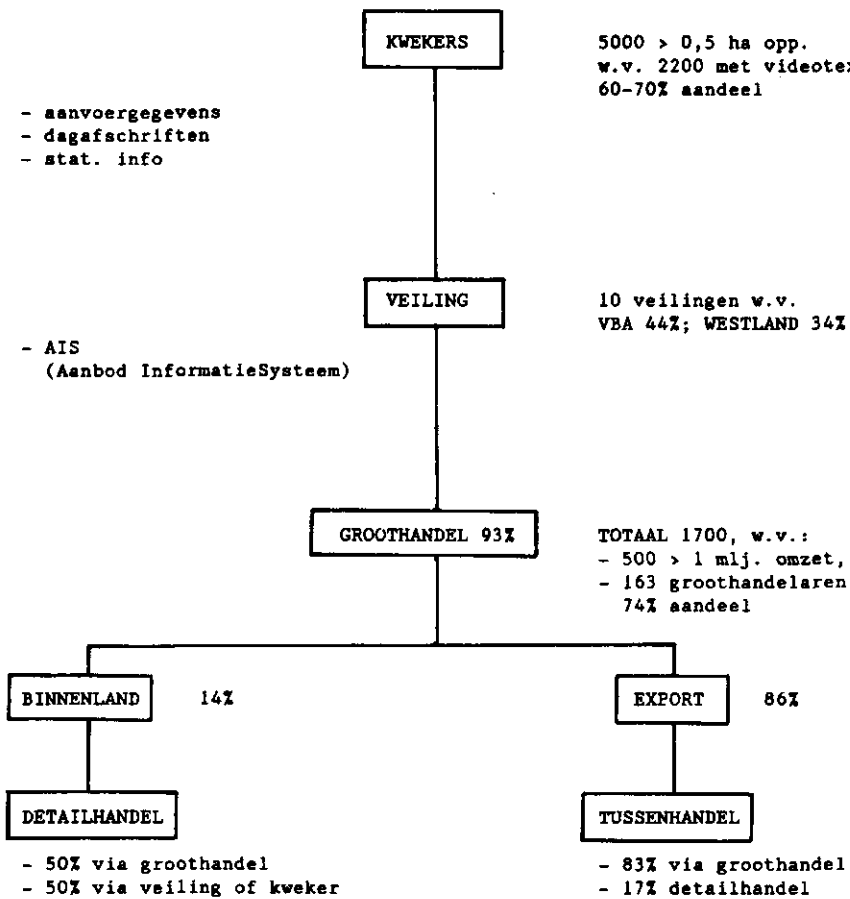 KWEKERS
5000 > 0,5 ha opp.
w.v. 2200 met videote
60-70% aandeel
- aanvoergegevens
- dagafschriften
- stat. info
VEILING
10 veilingen w.v.
VBA 44%; WESTLAND 34%
- AIS
(Aanbod InformatieSysteem)
GROOTHANDEL 93%
TOTAAL 1700, w.v.:
- 500 > 1 mlj. omzet,
- 163 groothandelaren
74% aandeel
BINNENLAND 14%
EXPORT 86%
DETAILHANDEL
TUSSENHANDEL
- 50% via groothandel
- 50% via veiling of kweker
- 83% via groothandel
- 17% detailhandel